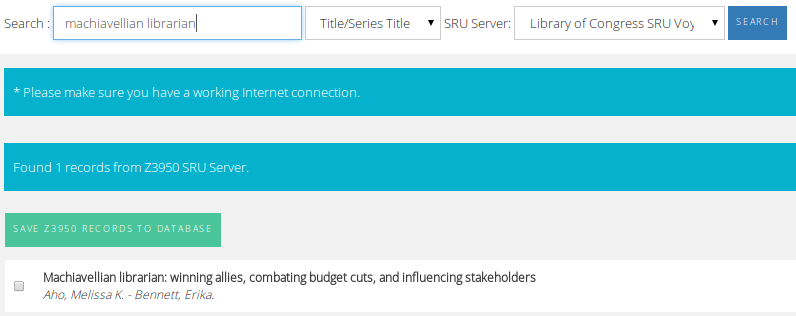 Search : machiavellian librarian Title/Series Title SRU Server: Library of Congress SRU Voy SEARCH
* Please make sure you have a working Internet connection.
Found 1 records from Z3950 SRU Server.
SAVE Z3950 RECORDS TO DATABASE
Machiavellian librarian: winning allies, combating budget cuts, and influencing stakeholders
Aho, Melissa K. - Bennett, Erika.